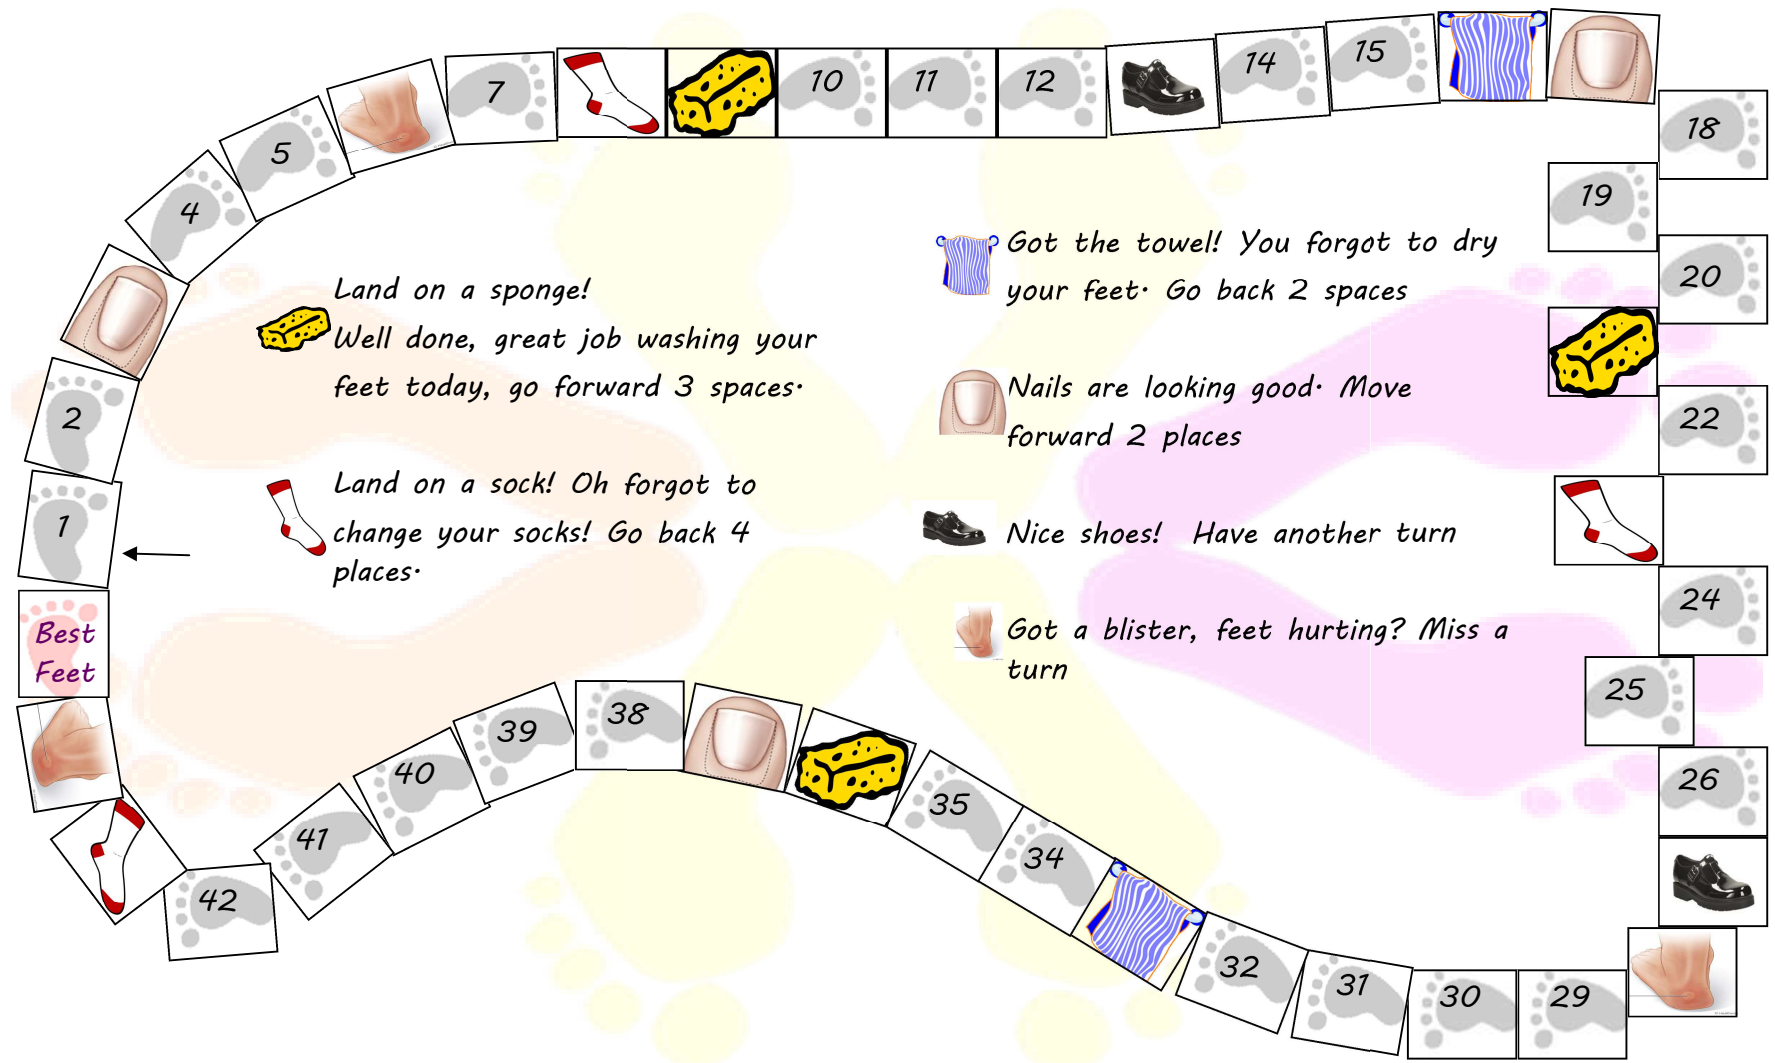 1
2
4
5
7
10
11
12
14
15
18
19
20
22
24
25
26
29
30
31
32
34
35
38
39
40
41
42
Best
Feet
Land on a sponge!
Well done, great job washing your
feet today, go forward 3 spaces.
Land on a sock! Oh forgot to
change your socks! Go back 4
places.
Got the towel! You forgot to dry
your feet. Go back 2 spaces
Nails are looking good. Move
forward 2 places
Nice shoes! Have another turn
Got a blister, feet hurting? Miss a
turn